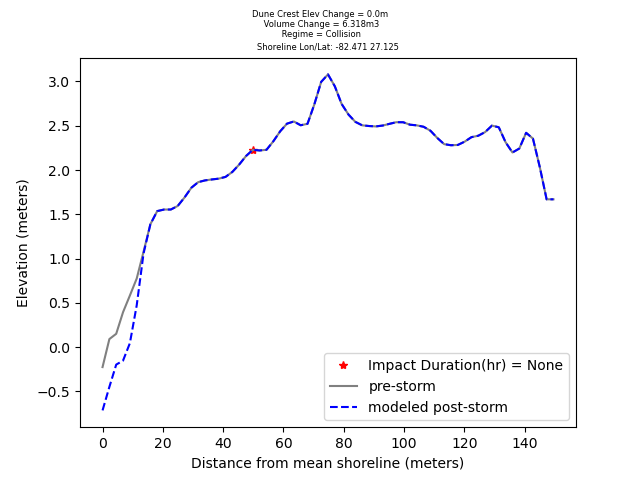 Dune Crest Elev Change = 0.0m
Volume Change = 6.318m3
Regime = Collision
Shoreline Lon/Lat: -82.471 27.125
3.0
2.5
2.0
1.5
1.0
0.5
0.0
−0.5
Elevation (meters)
Impact Duration(hr) = None
pre-storm
modeled post-storm
0 20 40 60 80 100 120 140
Distance from mean shoreline (meters)